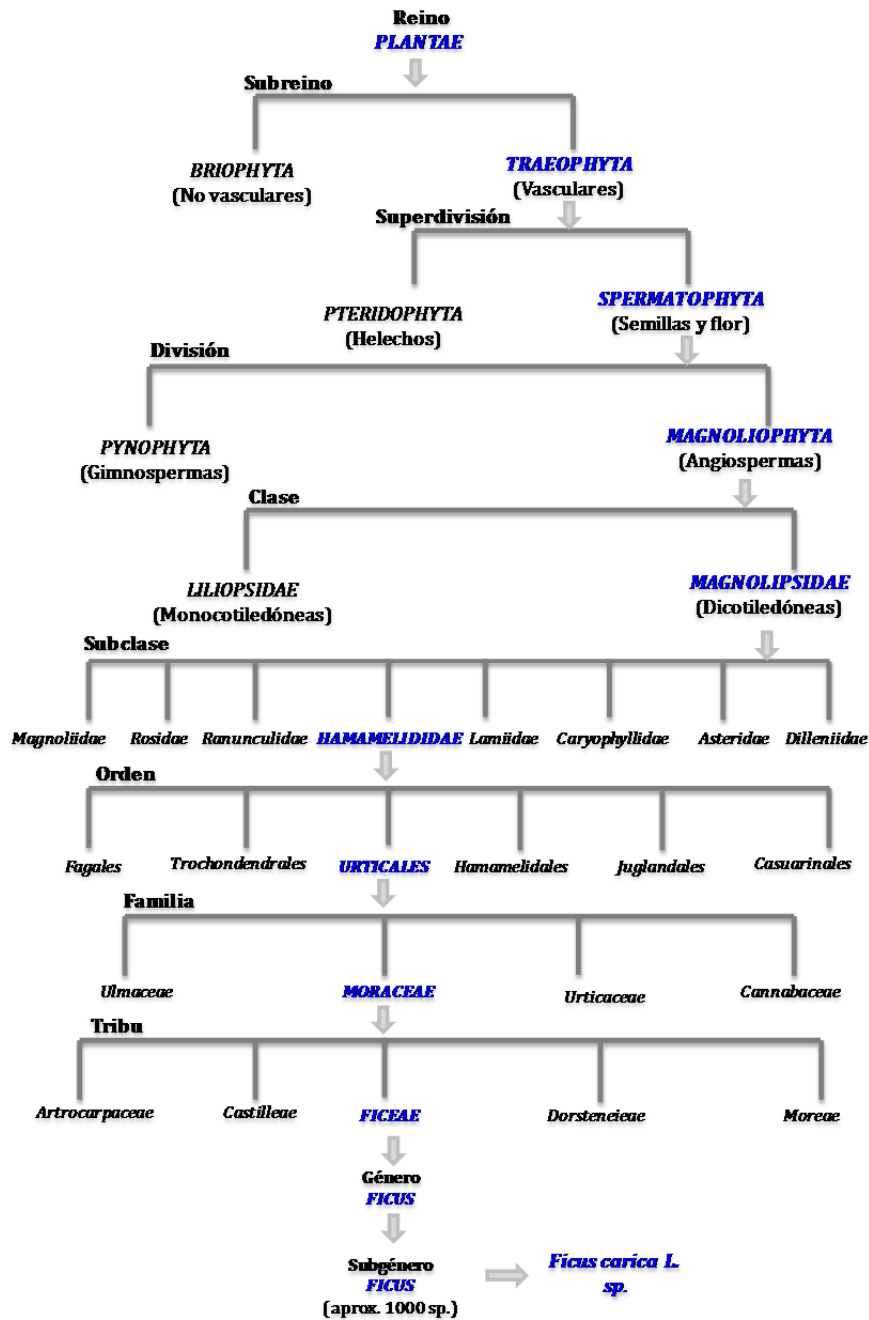 Reino
PLANTAE
Subreino
BRIOPHYTA
(No vasculares)
TRAEOPHYTA
(Vasculares)
Superdivisión
PTERIDOPHYTA
(Helechos)
SPERMATOPHYTA
(Semillas y flor)
División
PYNOPHYTA
(Gimnospermas)
MAGNOLIOPHYTA
(Angiospermas)
Clase
LILIOPSIDAE
(Monocotiledóneas)
MAGNOLIPSIDAE
(Dicotiledóneas)
Subclase
Magnoliidae Rosidae Ranunculidae HAMAMELIDIDAE Lamiidae Caryophyllidae Asteridae Dilleniidae
Orden
Fagales Trochondendrales URTICALES Hamamelidales Juglandales Casuarinales
Familia
Ulmaceae MORACEAE Urticaceae Cannabaceae
Tribu
Artrocarpaceae Castilleae FICEAE Dorsteneieae Moreae
Género
FICUS
Subgénero
FICUS
(aprox. 1000 sp.)
Ficus carica L.
sp.